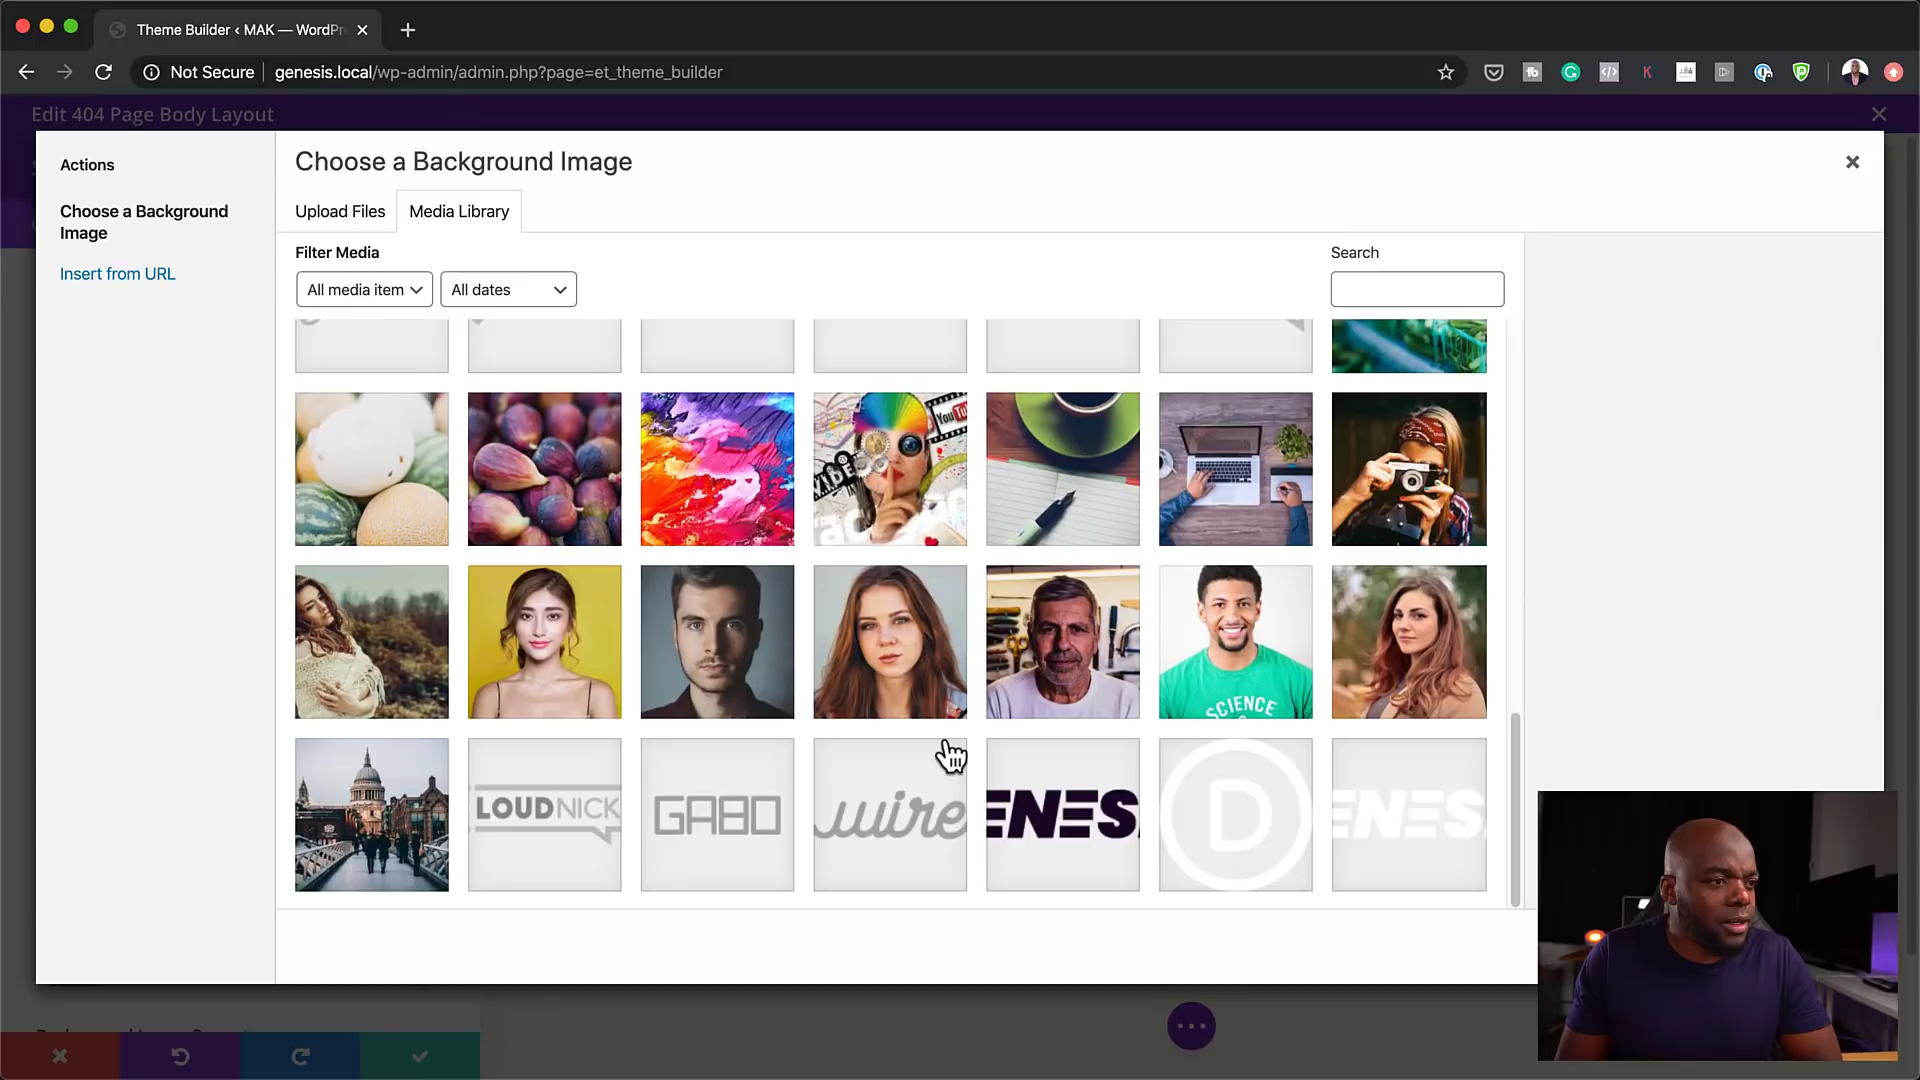 Theme Builder ‹ MAK — WordPr
Not Secure
genesis.local/wp-admin/admin.php?page=et_theme_builder
Edit 404 Page Body Layout
Actions
Choose a Background Image
Choose a Background
Image
Insert from URL
Upload Files
Media Library
Filter Media
Search
All media item
All dates
You
VIBE
SCIENCE
LOUDNICK
GABO
wire
ENES
D
ENES